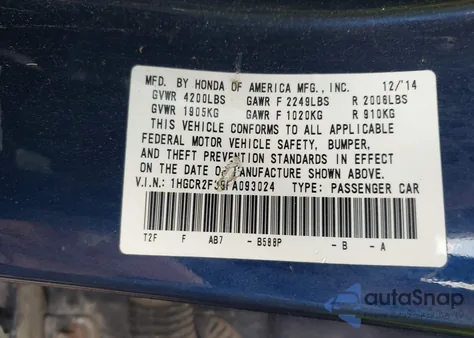 MFD. BY HONDA OF AMERICA MFG., INC. 12/'14
GVWR 4200LBS GAWR F 2249LBS R 2006LBS
GVWR 1905KG GAWR F 1020KG R 910KG
THIS VEHICLE CONFORMS TO ALL APPLICABLE
FEDERAL MOTOR VEHICLE SAFETY, BUMPER,
AND THEFT PREVENTION STANDARDS IN EFFECT
ON THE DATE OF MANUFACTURE SHOWN ABOVE.
V.I.N.: TYPE: PASSENGER CAR
T2F F AB7 -B588P -B -A
autoSnap